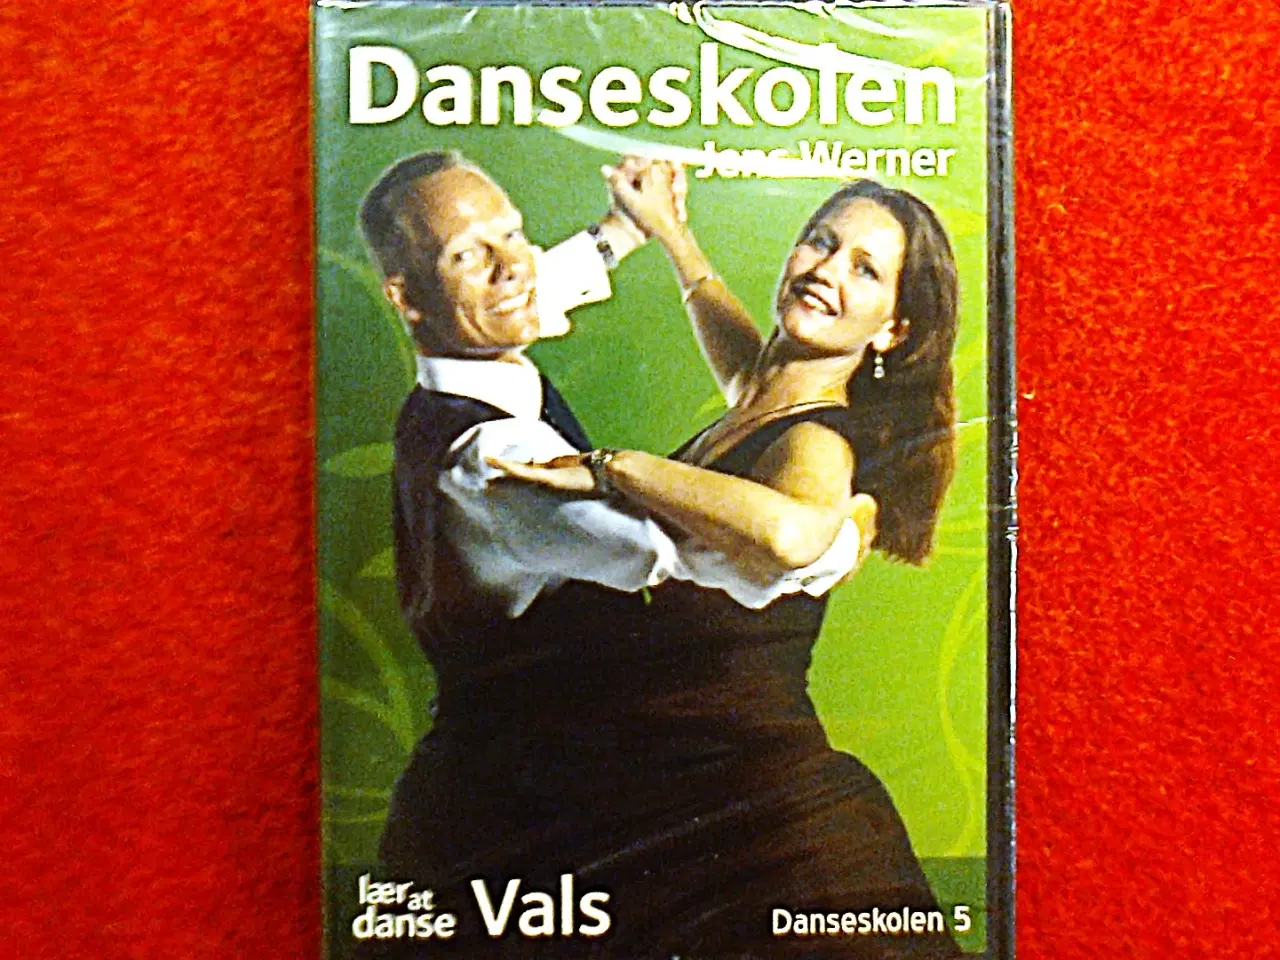 Danseskolen
Jens Werner
lær at
danse Vals
Danseskolen 5